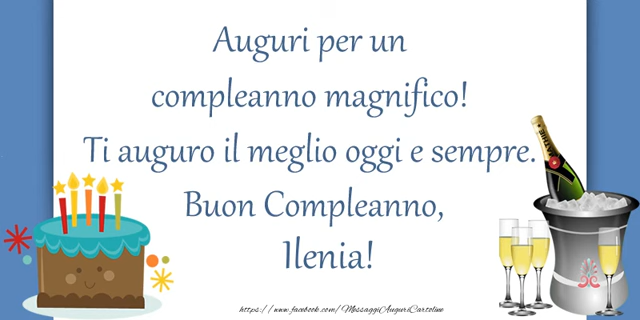 Auguri per un
compleanno magnifico!
Ti auguro il meglio oggi e sempre.
Buon Compleanno,
Ilenia!
MATHIE
https://www.facebook.com/MessaggiAuguriCartoline